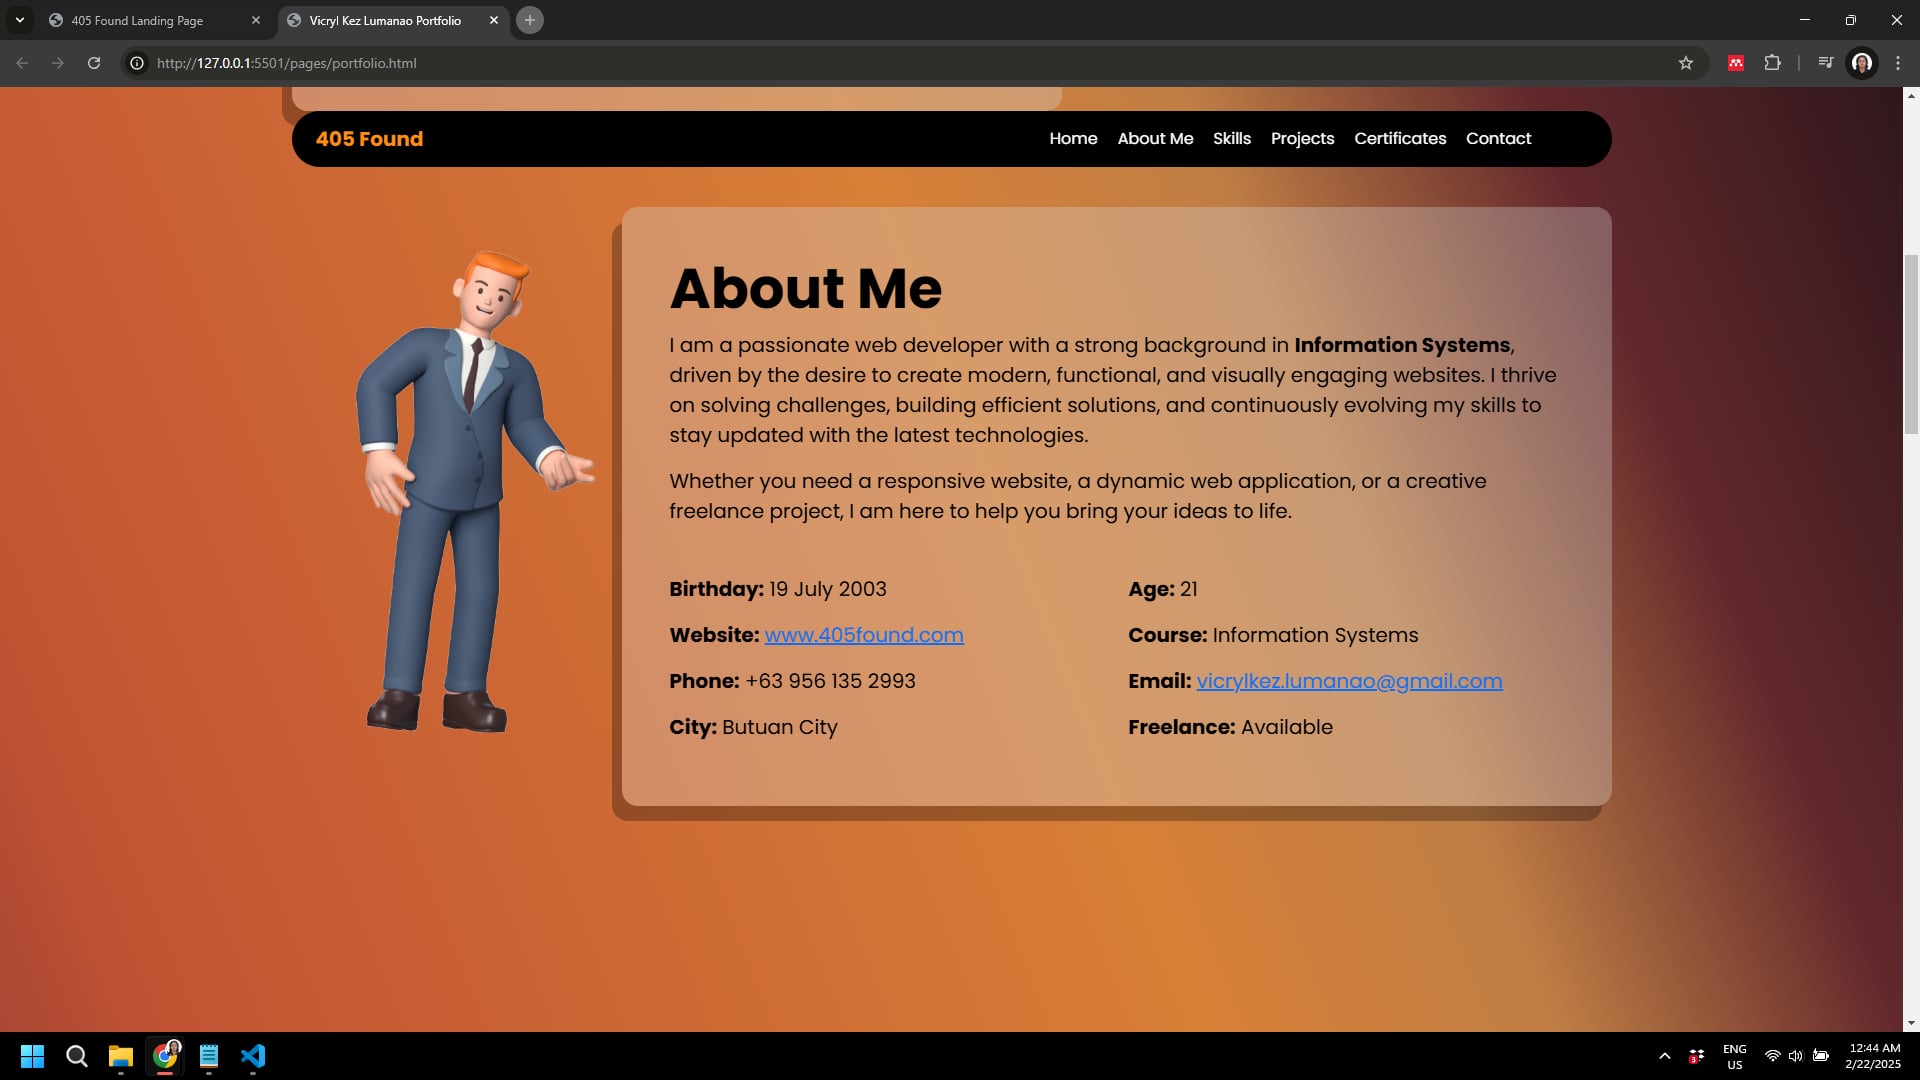 405 Found Landing Page
Vicryl Kez Lumanao Portfolio
http://127.0.0.1:5501/pages/portfolio.html
405 Found
Home About Me Skills Projects Certificates Contact
About Me
I am a passionate web developer with a strong background in Information Systems,
driven by the desire to create modern, functional, and visually engaging websites. I thrive
on solving challenges, building efficient solutions, and continuously evolving my skills to
stay updated with the latest technologies.
Whether you need a responsive website, a dynamic web application, or a creative
freelance project, I am here to help you bring your ideas to life.
Birthday: 19 July 2003
Age: 21
Website: www.405found.com
Course: Information Systems
Phone: +63 956 135 2993
Email: vicrylkez.lumanao@gmail.com
City: Butuan City
Freelance: Available
ENG
US
12:44 AM
2/22/2025